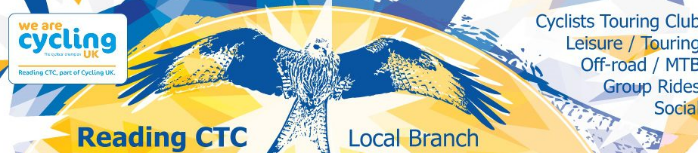 we are
cycling
UK
Reading CTC, part of Cycling UK.
Cyclists Touring Club
Leisure / Touring
Off-road / MTB
Group Rides
Social
Reading CTC
Local Branch